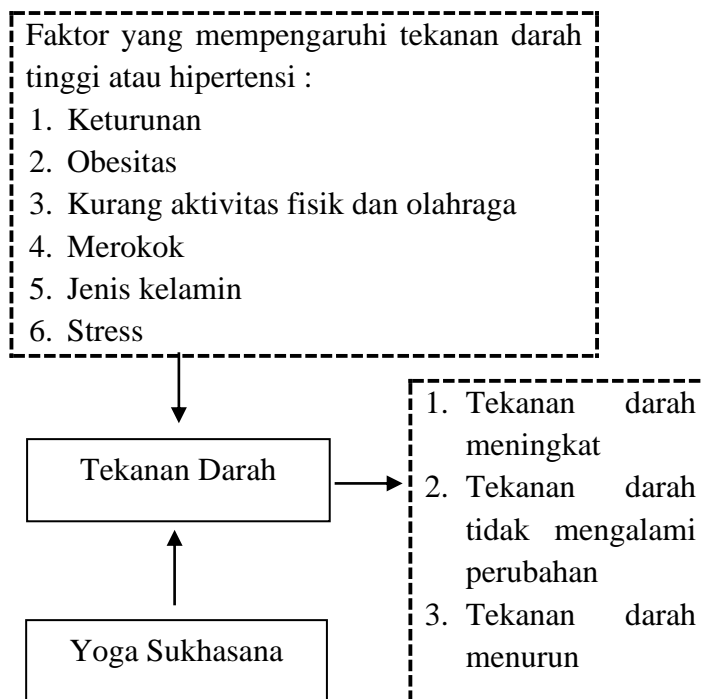 Faktor yang mempengaruhi tekanan darah
tinggi atau hipertensi :
1. Keturunan
2. Obesitas
3. Kurang aktivitas fisik dan olahraga
4. Merokok
5. Jenis kelamin
6. Stress
Tekanan Darah
1. Tekanan darah
meningkat
2. Tekanan darah
tidak mengalami
perubahan
3. Tekanan darah
menurun
Yoga Sukhasana